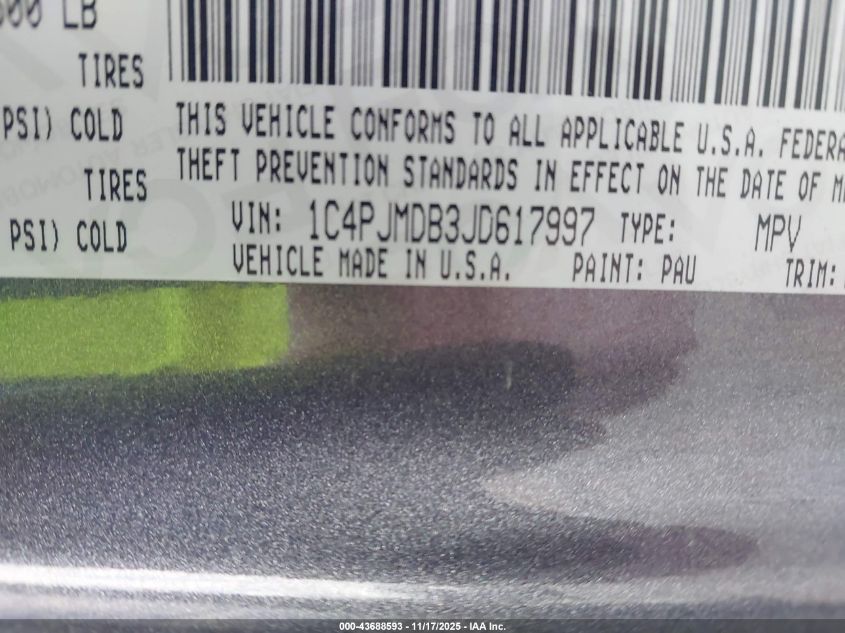 600 LB
TIRES
PSI) COLD
THIS VEHICLE CONFORMS TO ALL APPLICABLE U.S.A. FEDERA
THEFT PREVENTION STANDARDS IN EFFECT ON THE DATE OF M
TIRES
VIN: 1C4PJMDB3JD617997 TYPE: MPV
PSI) COLD
VEHICLE MADE IN U.S.A. PAINT: PAU TRIM:
000-43688593 - 11/17/2025 - IAA Inc.